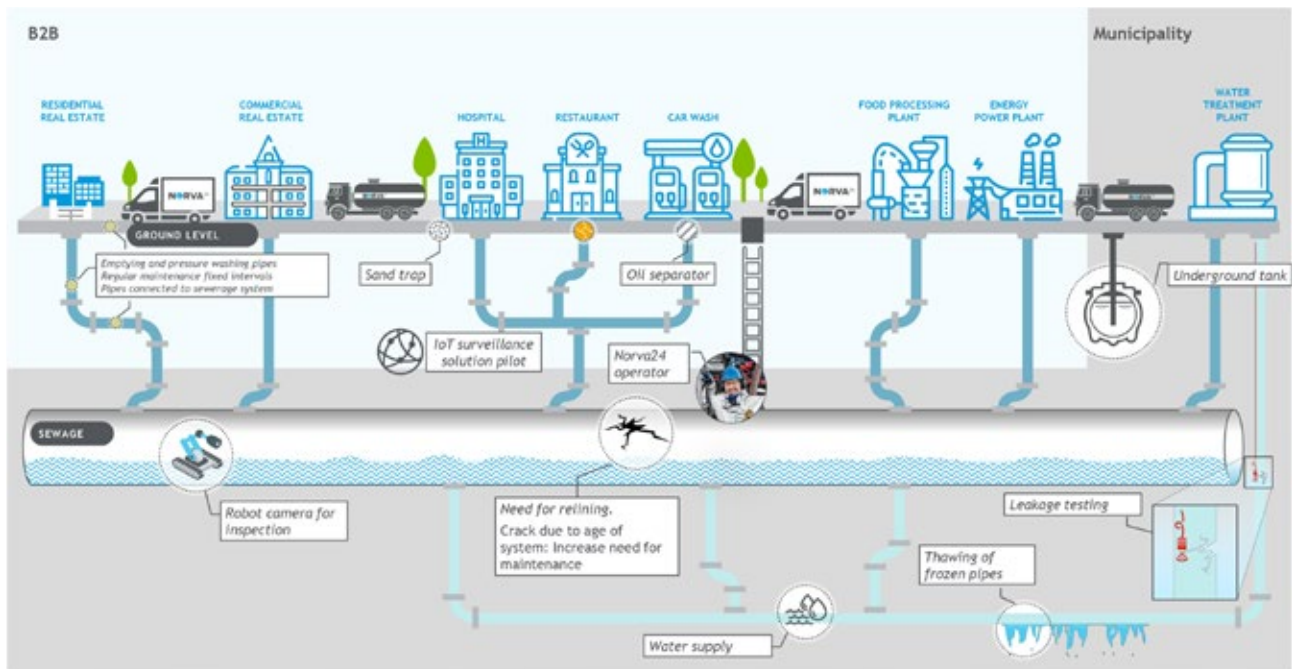 B2B
Municipality
RESIDENTIAL
REAL ESTATE
COMMERCIAL
REAL ESTATE
HOSPITAL
RESTAURANT
CAR WASH
FOOD PROCESSING
PLANT
ENERGY
POWER PLANT
WATER
TREATMENT
PLANT
H
NORVA
NORVA
GROUND LEVEL
Emptying and pressure washing pipes
Regular maintenance fixed intervals
Pipes connected to sewerage system
Sand trap
Oil separator
Underground tank
IoT surveillance
solution pilot
Norva24
operator
SEWAGE
Robot camera for
inspection
Need for relining.
Crack due to age of
system: Increase need for
maintenance
Leakage testing
Thawing of
frozen pipes
Water supply